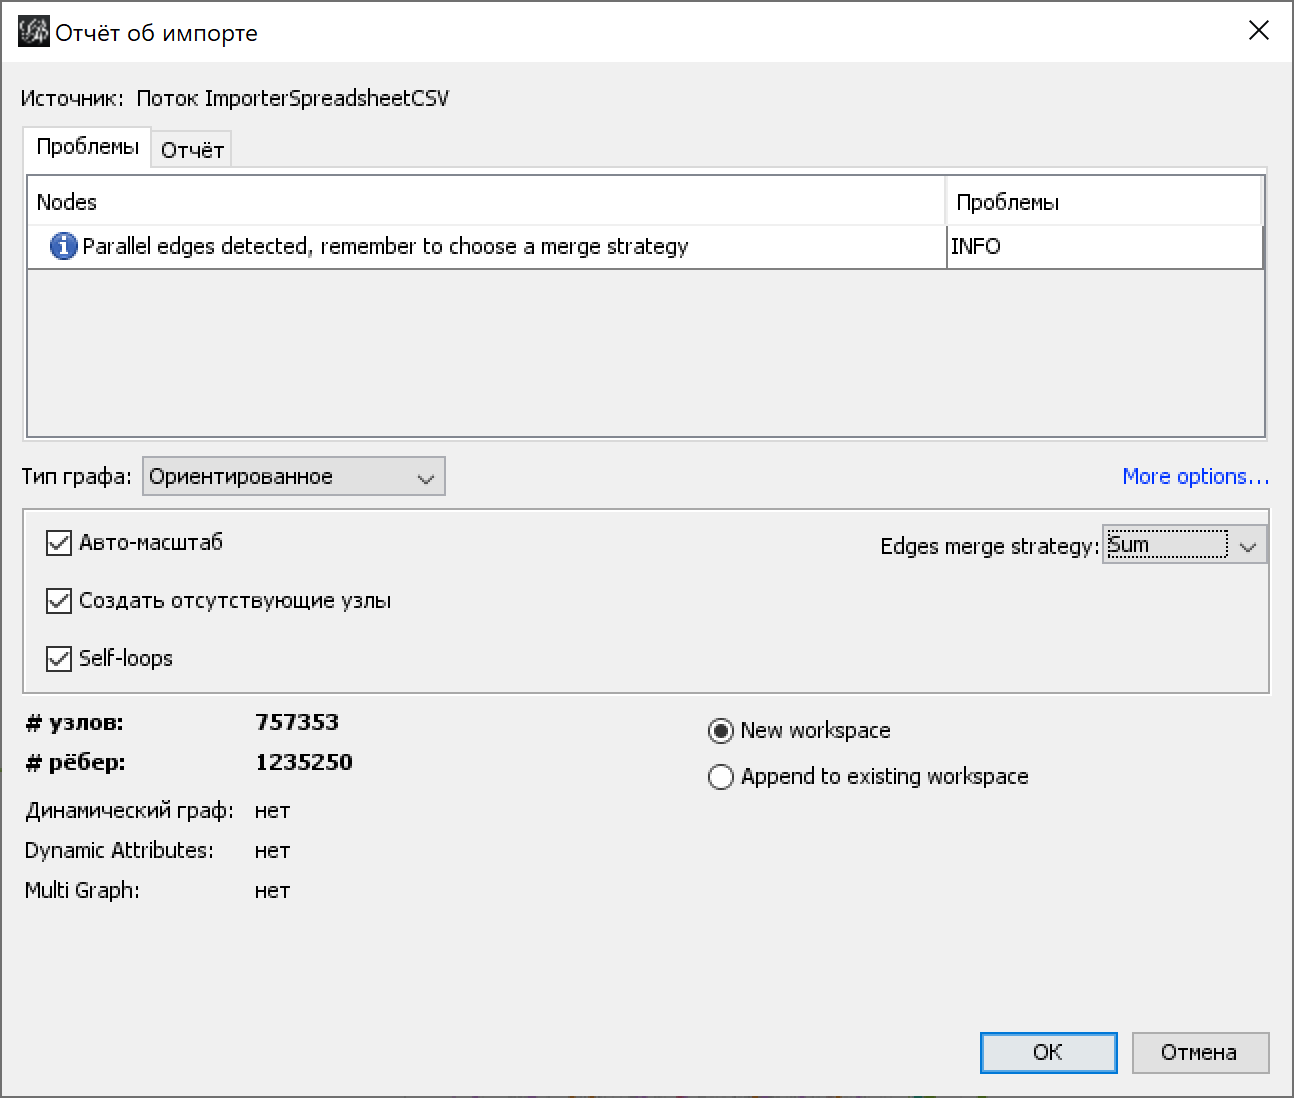 Отчёт об импорте
Источник: Поток ImporterSpreadsheetCSV
Проблемы Отчёт
Nodes Проблемы
Parallel edges detected, remember to choose a merge strategy INFO
Тип графа: Ориентированное More options...
Авто-масштаб Edges merge strategy: Sum
Создать отсутствующие узлы
Self-loops
# узлов: 757353
# рёбер: 1235250
Динамический граф: нет
Dynamic Attributes: нет
Multi Graph: нет
New workspace
Append to existing workspace
OK Отмена